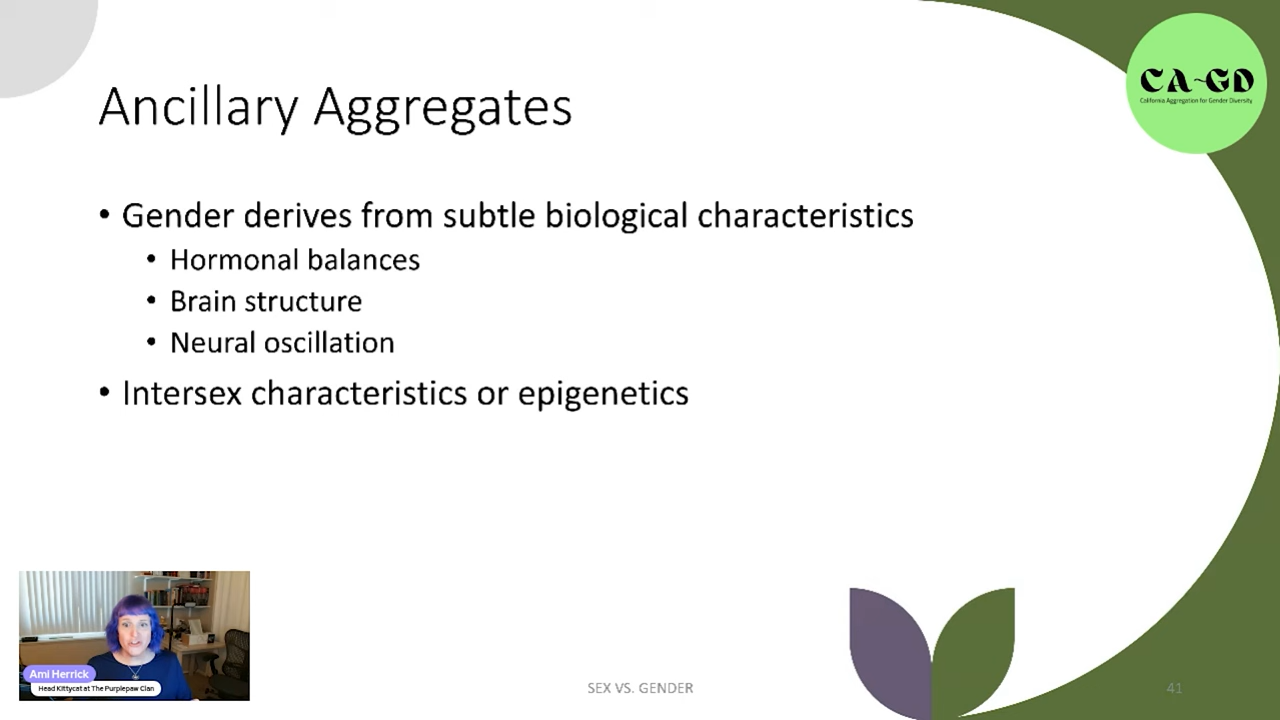 CA~GD
California Aggregation for Gender Diversity
Ancillary Aggregates
• Gender derives from subtle biological characteristics
• Hormonal balances
• Brain structure
• Neural oscillation
• Intersex characteristics or epigenetics
Ami Herrick
Head Kittycat at The Purplepaw Clan
SEX VS. GENDER
41